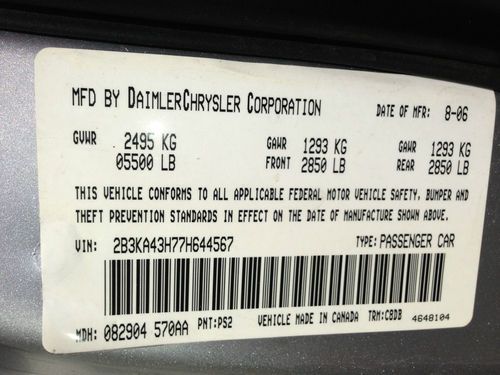 MFD BY DAIMLERCHRYSLER CORPORATION DATE OF MFR: 8-06
GVWR 2495 KG GAWR 1293 KG GAWR 1293 KG
05500 LB FRONT 2850 LB REAR 2850 LB
THIS VEHICLE CONFORMS TO ALL APPLICABLE FEDERAL MOTOR VEHICLE SAFETY, BUMPER AND
THEFT PREVENTION STANDARDS IN EFFECT ON THE DATE OF MANUFACTURE SHOWN ABOVE.
VIN: 2B3KA43H77H644567 TYPE: PASSENGER CAR
MDH: 082904 570AA PNT: PS2 VEHICLE MADE IN CANADA TRM: CBDB 4648104